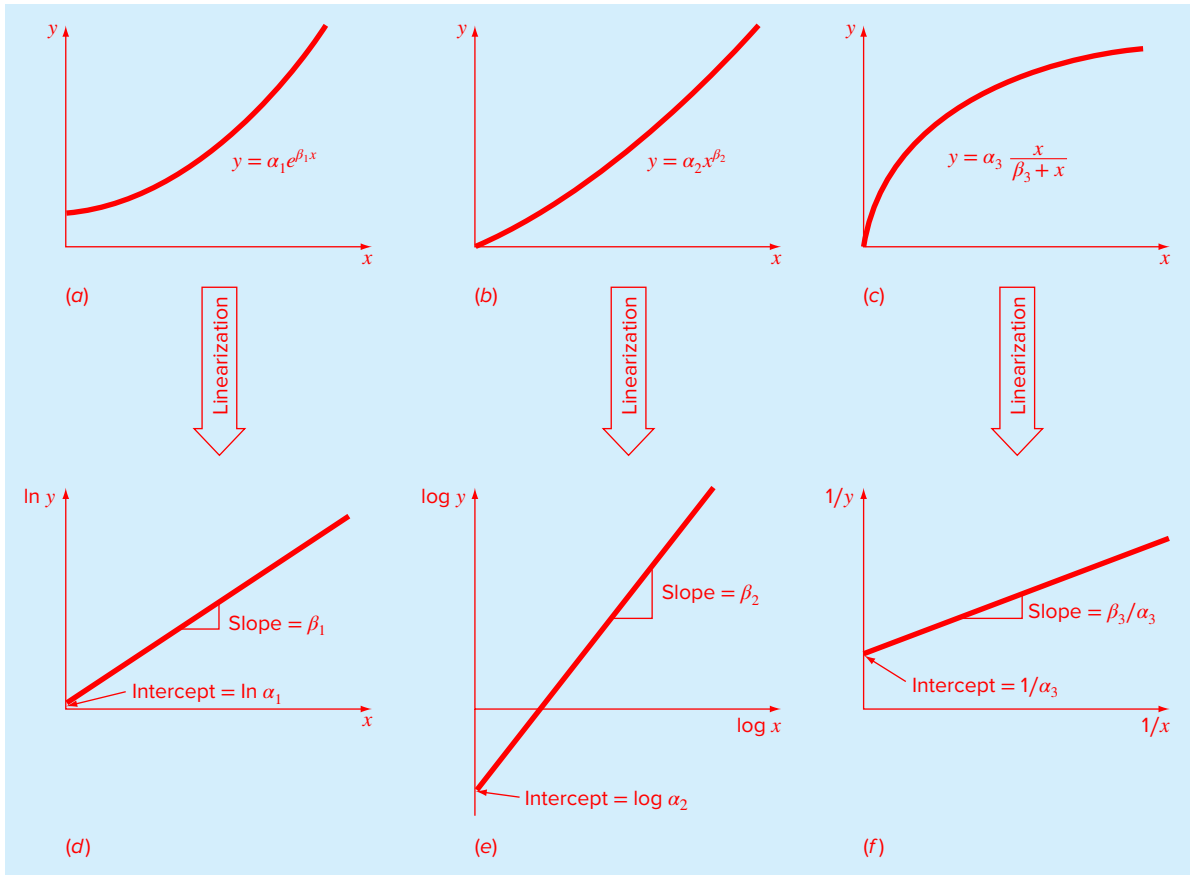 y
y = α₁e^{β₁x}
x
(a)
y
y = α₂x^{β₂}
x
(b)
y
y = α₃ x / (β₃ + x)
x
(c)
Linearization
Linearization
Linearization
ln y
Slope = β₁
Intercept = ln α₁
x
(d)
log y
Slope = β₂
log x
Intercept = log α₂
(e)
1/y
Slope = β₃/α₃
Intercept = 1/α₃
1/x
(f)